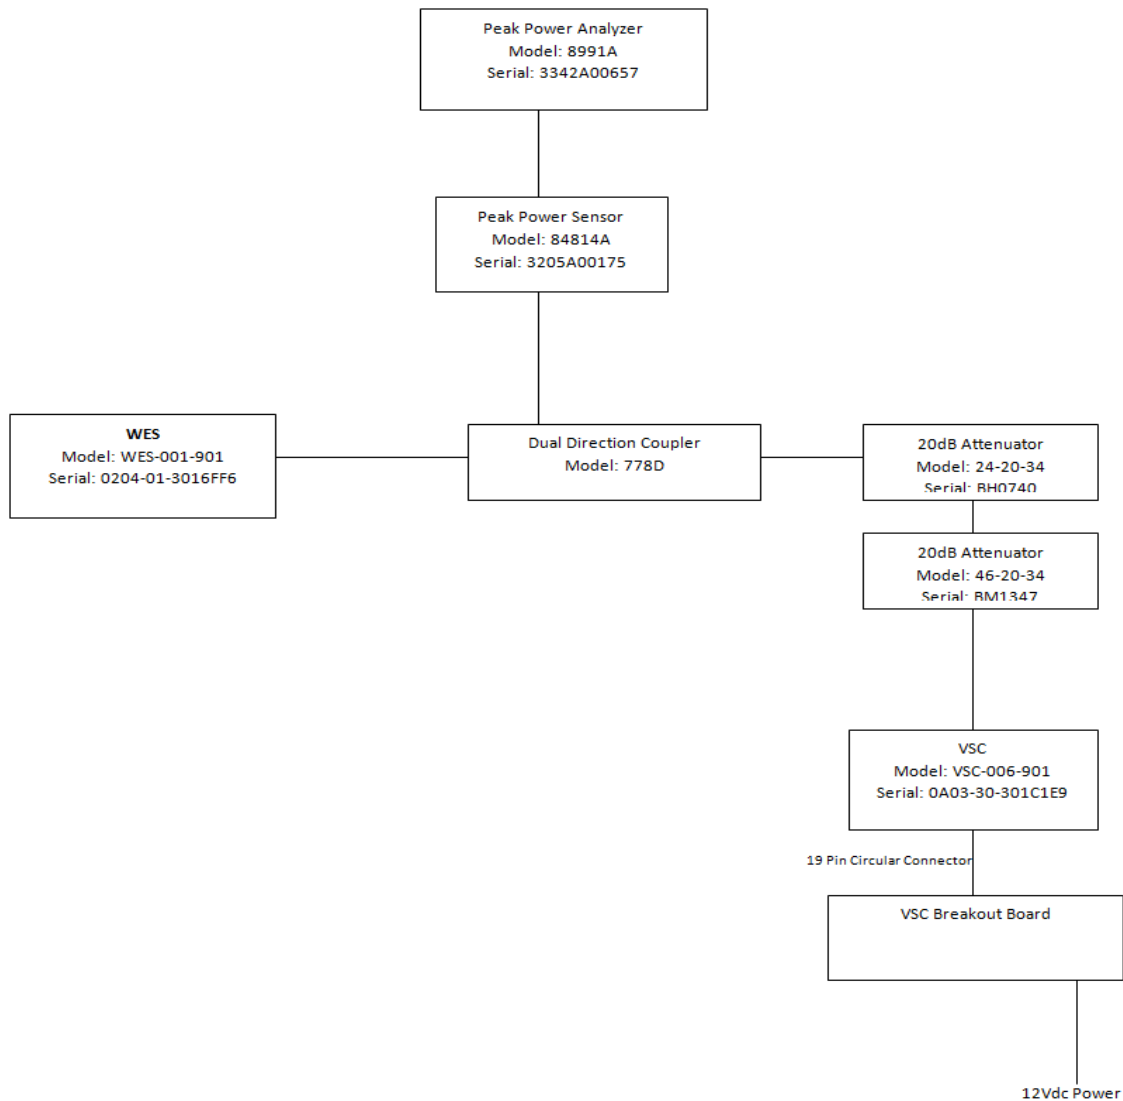 Peak Power Analyzer
Model: 8991A
Serial: 3342A00657
Peak Power Sensor
Model: 84814A
Serial: 3205A00175
WES
Model: WES-001-901
Serial: 0204-01-3016FF6
Dual Direction Coupler
Model: 778D
20dB Attenuator
Model: 24-20-34
Serial: BH0740
20dB Attenuator
Model: 46-20-34
Serial: BM1347
VSC
Model: VSC-006-901
Serial: 0A03-30-301C1E9
19 Pin Circular Connector
VSC Breakout Board
12Vdc Power